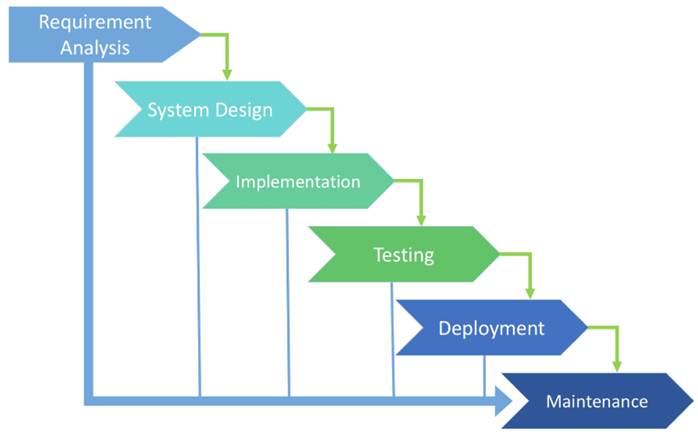 Requirement
Analysis
System Design
Implementation
Testing
Deployment
Maintenance